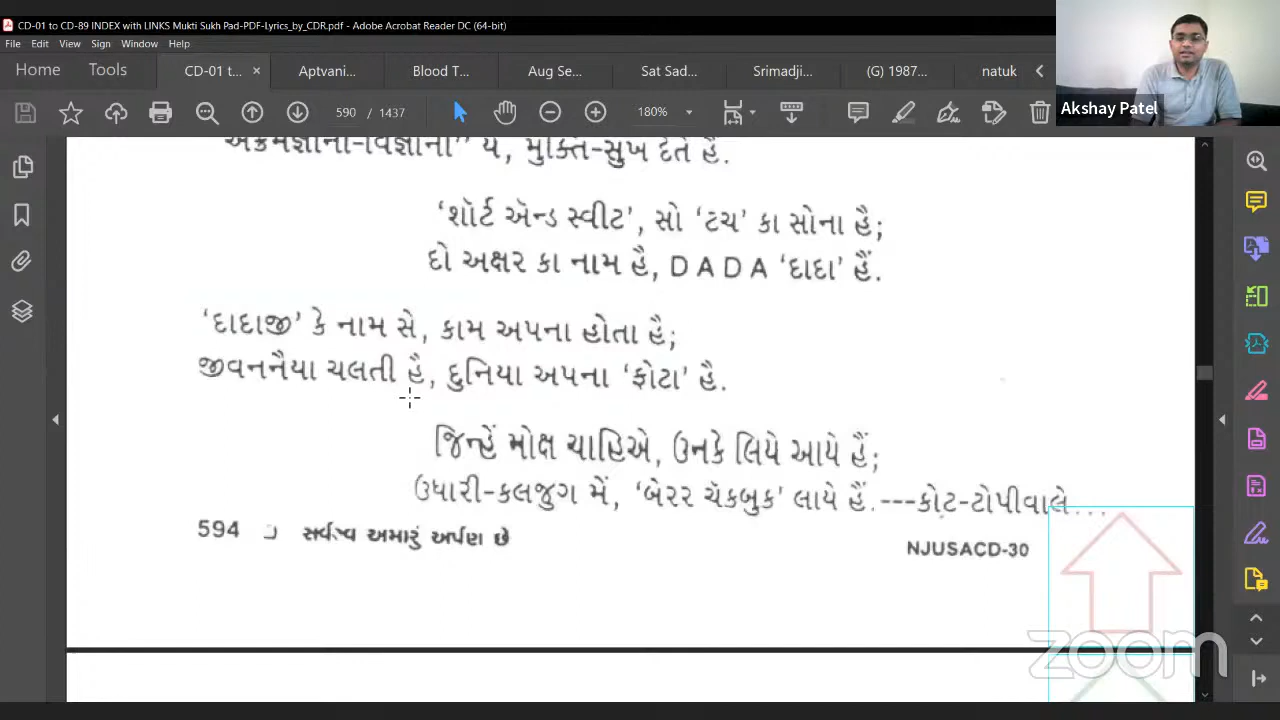 CD-01 to CD-89 INDEX with LINKS Mukti Sukh Pad-PDF-Lyrics_by_CDR.pdf - Adobe Acrobat Reader DC (64-bit)
File Edit View Sign Window Help
Home Tools CD-01 t... × Aptvani... Blood T... Aug Se... Sat Sad... Srimadji... (G) 1987... natuk
590 / 1437 180%
Akshay Patel
અક્રમજ્ઞાની-વિજ્ઞાની” યે, મુક્તિ-સુખ દેતે હૈં.
‘શૉર્ટ ઍન્ડ સ્વીટ’, સો ‘ટચ’ કા સોના હૈ;
દો અક્ષર કા નામ હૈ, D A D A ‘દાદા’ હૈં.
‘દાદાજી’ કે નામ સે, કામ અપના હોતા હૈ;
જીવનનૈયા ચલતી હૈ, દુનિયા અપના ‘ફોટા’ હૈ.
જિન્હેં મોક્ષ ચાહિએ, ઉનકે લિયે આયે હૈં;
ઉધારી-કલજુગ મેં, ‘બેરર ચૅકબુક’ લાયે હૈં.---કોટ-ટોપીવાલે...
594 સર્વસ્વ અમારું અર્પણ છે
NJUSACD-30
zoom